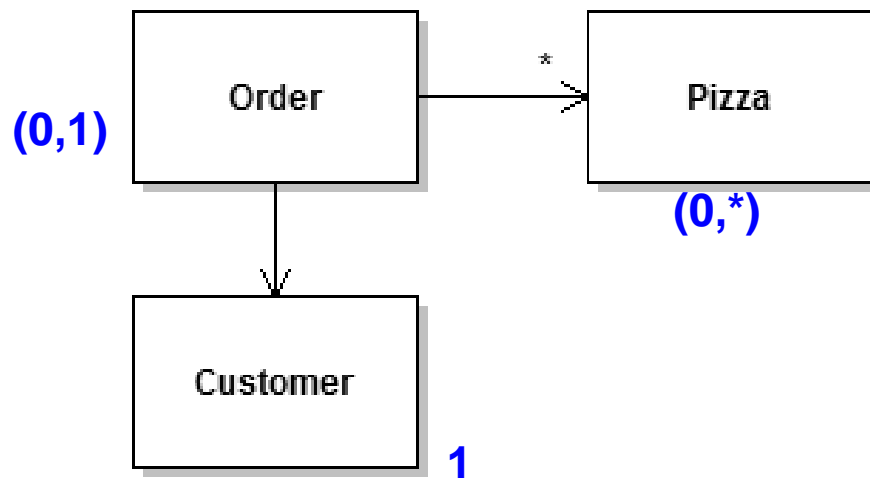 *
Order
Pizza
(0,1)
(0,*)
Customer
1